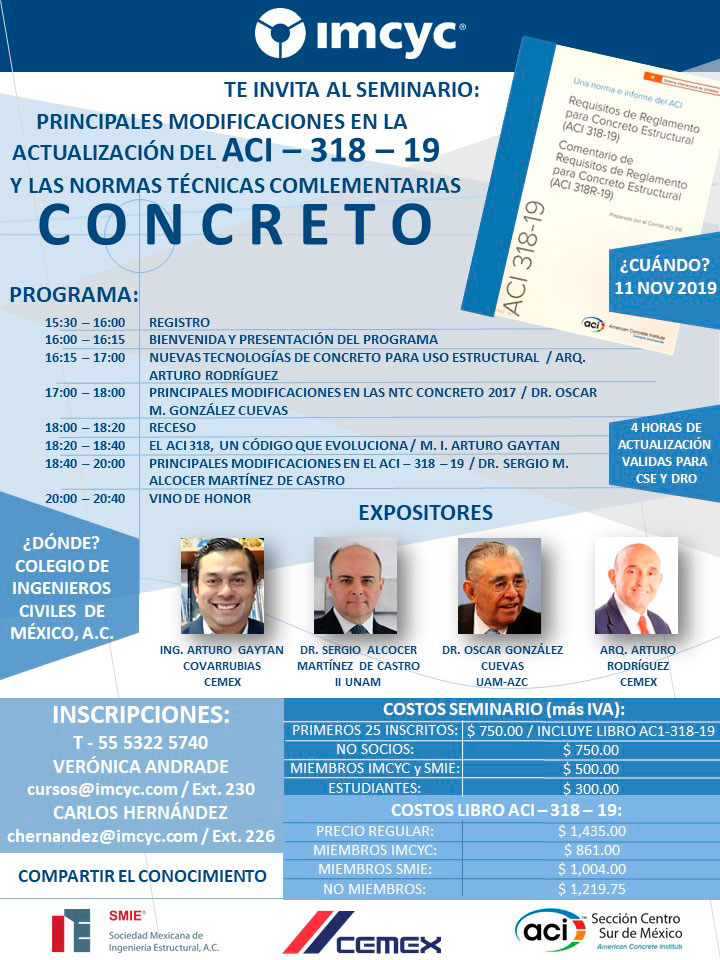 imcyc®
TE INVITA AL SEMINARIO:
PRINCIPALES MODIFICACIONES EN LA
ACTUALIZACIÓN DEL ACI – 318 – 19
Y LAS NORMAS TÉCNICAS COMLEMENTARIAS
CONCRETO
Una norma e informe del ACI
Requisitos de Reglamento
para Concreto Estructural
(ACI 318-19)
Comentario de
Requisitos de Reglamento
para Concreto Estructural
(ACI 318R-19)
Preparado por el Comité ACI 318
ACI 318-19
aci American Concrete Institute
¿CUÁNDO?
11 NOV 2019
PROGRAMA:
15:30 – 16:00 REGISTRO
16:00 – 16:15 BIENVENIDA Y PRESENTACIÓN DEL PROGRAMA
16:15 – 17:00 NUEVAS TECNOLOGÍAS DE CONCRETO PARA USO ESTRUCTURAL / ARQ.
ARTURO RODRÍGUEZ
17:00 – 18:00 PRINCIPALES MODIFICACIONES EN LAS NTC CONCRETO 2017 / DR. OSCAR
M. GONZÁLEZ CUEVAS
18:00 – 18:20 RECESO
18:20 – 18:40 EL ACI 318, UN CÓDIGO QUE EVOLUCIONA / M. I. ARTURO GAYTAN
18:40 – 20:00 PRINCIPALES MODIFICACIONES EN EL ACI – 318 – 19 / DR. SERGIO M.
ALCOCER MARTÍNEZ DE CASTRO
20:00 – 20:40 VINO DE HONOR
4 HORAS DE
ACTUALIZACIÓN
VALIDAS PARA
CSE Y DRO
¿DÓNDE?
COLEGIO DE
INGENIEROS
CIVILES DE
MÉXICO, A.C.
EXPOSITORES
ING. ARTURO GAYTAN
COVARRUBIAS
CEMEX
DR. SERGIO ALCOCER
MARTÍNEZ DE CASTRO
II UNAM
DR. OSCAR GONZÁLEZ
CUEVAS
UAM-AZC
ARQ. ARTURO
RODRÍGUEZ
CEMEX
INSCRIPCIONES:
T - 55 5322 5740
VERÓNICA ANDRADE
cursos@imcyc.com / Ext. 230
CARLOS HERNÁNDEZ
chernandez@imcyc.com / Ext. 226
COMPARTIR EL CONOCIMIENTO
COSTOS SEMINARIO (más IVA):
PRIMEROS 25 INSCRITOS: $ 750.00 / INCLUYE LIBRO AC1-318-19
NO SOCIOS: $ 750.00
MIEMBROS IMCYC y SMIE: $ 500.00
ESTUDIANTES: $ 300.00
COSTOS LIBRO ACI – 318 – 19:
PRECIO REGULAR: $ 1,435.00
MIEMBROS IMCYC: $ 861.00
MIEMBROS SMIE: $ 1,004.00
NO MIEMBROS: $ 1,219.75
SMIE®
Sociedad Mexicana de
Ingeniería Estructural, A.C.
CEMEX
aci Sección Centro
Sur de México
American Concrete Institute